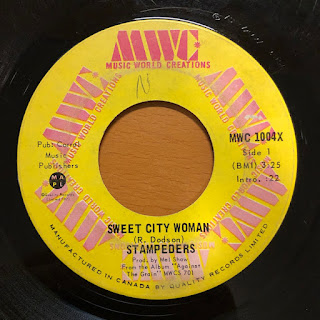 MWC
MUSIC WORLD CREATIONS
N
MWC 1004X
Side 1
(BMI) 3:25
Intro. :22
Publ. Corral
Music
Publishers
MAPL
SWEET CITY WOMAN
(R. Dodson)
STAMPEDERS
Prod. by Mel Shaw
From the Album "Against
The Grain" MWCS 701
MANUFACTURED IN CANADA BY QUALITY RECORDS LIMITED